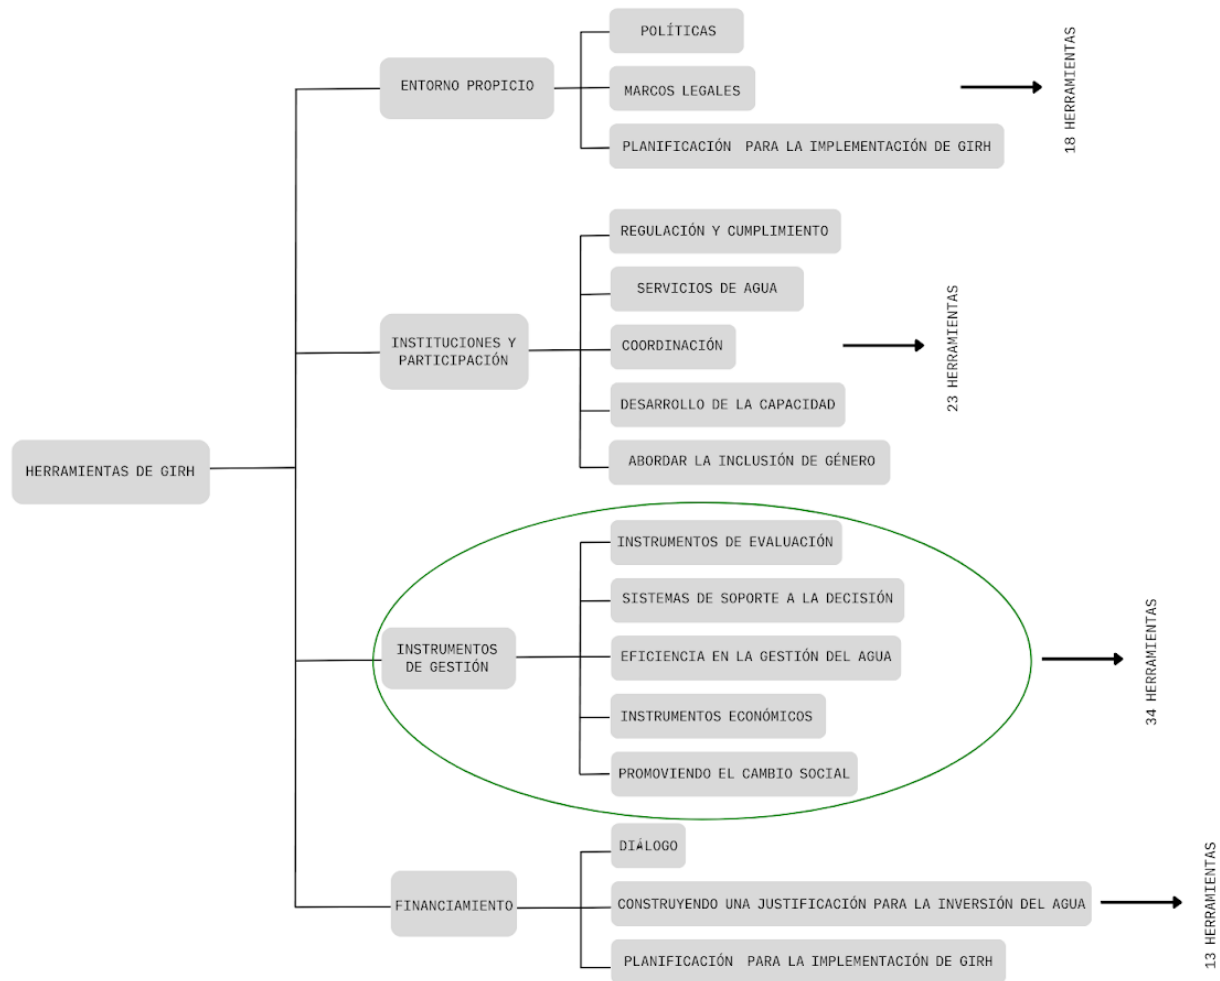 HERRAMIENTAS DE GIRH
ENTORNO PROPICIO
POLÍTICAS
MARCOS LEGALES
PLANIFICACIÓN PARA LA IMPLEMENTACIÓN DE GIRH
18 HERRAMIENTAS
INSTITUCIONES Y
PARTICIPACIÓN
REGULACIÓN Y CUMPLIMIENTO
SERVICIOS DE AGUA
COORDINACIÓN
DESARROLLO DE LA CAPACIDAD
ABORDAR LA INCLUSIÓN DE GÉNERO
23 HERRAMIENTAS
INSTRUMENTOS
DE GESTIÓN
INSTRUMENTOS DE EVALUACIÓN
SISTEMAS DE SOPORTE A LA DECISIÓN
EFICIENCIA EN LA GESTIÓN DEL AGUA
INSTRUMENTOS ECONÓMICOS
PROMOVIENDO EL CAMBIO SOCIAL
34 HERRAMIENTAS
FINANCIAMIENTO
DIÁLOGO
CONSTRUYENDO UNA JUSTIFICACIÓN PARA LA INVERSIÓN DEL AGUA
PLANIFICACIÓN PARA LA IMPLEMENTACIÓN DE GIRH
13 HERRAMIENTAS